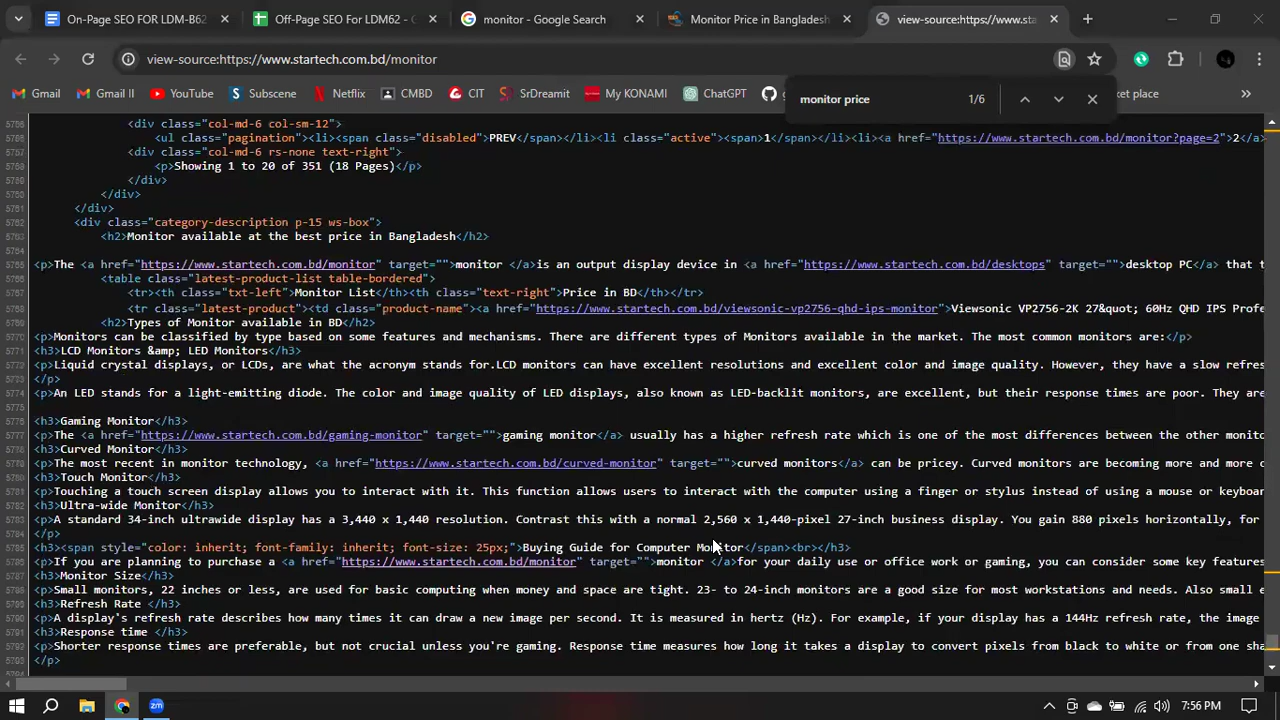 On-Page SEO FOR LDM-B62
Off-Page SEO For LDM62 - G
monitor - Google Search
Monitor Price in Bangladesh
view-source:https://www.st
view-source:https://www.startech.com.bd/monitor
Gmail
Gmail II
YouTube
Subscene
Netflix
CMBD
CIT
SrDreamit
My KONAMI
ChatGPT
monitor price
1/6
ket place
<div class="col-md-6 col-sm-12">
<ul class="pagination"><li><span class="disabled">PREV</span></li><li class="active"><span>1</span></li><li><a href="https://www.startech.com.bd/monitor?page=2">2</a>
<div class="col-md-6 rs-none text-right">
<p>Showing 1 to 20 of 351 (18 Pages)</p>
</div>
</div>
</div>
<div class="category-description p-15 ws-box">
<h2>Monitor available at the best price in Bangladesh</h2>
<p>The <a href="https://www.startech.com.bd/monitor" target="">monitor </a>is an output display device in <a href="https://www.startech.com.bd/desktops" target="">desktop PC</a> that t
<table class="latest-product-list table-bordered">
<tr><th class="txt-left">Monitor List</th><th class="text-right">Price in BD</th></tr>
<tr class="latest-product"><td class="product-name"><a href="https://www.startech.com.bd/viewsonic-vp2756-qhd-ips-monitor">Viewsonic VP2756-2K 27&quot; 60Hz QHD IPS Profe
<h2>Types of Monitor available in BD</h2>
<p>Monitors can be classified by type based on some features and mechanisms. There are different types of Monitors available in the market. The most common monitors are:</p>
<h3>LCD Monitors &amp; LED Monitors</h3>
<p>Liquid crystal displays, or LCDs, are what the acronym stands for.LCD monitors can have excellent resolutions and excellent color and image quality. However, they have a slow refres
</p>
<p>An LED stands for a light-emitting diode. The color and image quality of LED displays, also known as LED-backlit monitors, are excellent, but their response times are poor. They are
<h3>Gaming Monitor</h3>
<p>The <a href="https://www.startech.com.bd/gaming-monitor" target="">gaming monitor</a> usually has a higher refresh rate which is one of the most differences between the other monito
<h3>Curved Monitor</h3>
<p>The most recent in monitor technology, <a href="https://www.startech.com.bd/curved-monitor" target="">curved monitors</a> can be pricey. Curved monitors are becoming more and more c
<h3>Touch Monitor</h3>
<p>Touching a touch screen display allows you to interact with it. This function allows users to interact with the computer using a finger or stylus instead of using a mouse or keyboar
<h3>Ultra-wide Monitor</h3>
<p>A standard 34-inch ultrawide display has a 3,440 x 1,440 resolution. Contrast this with a normal 2,560 x 1,440-pixel 27-inch business display. You gain 880 pixels horizontally, for
</p>
<h3><span style="color: inherit; font-family: inherit; font-size: 25px;">Buying Guide for Computer Monitor</span><br></h3>
<p>If you are planning to purchase a <a href="https://www.startech.com.bd/monitor" target="">monitor </a>for your daily use or office work or gaming, you can consider some key features
<h3>Monitor Size</h3>
<p>Small monitors, 22 inches or less, are used for basic computing when money and space are tight. 23- to 24-inch monitors are a good size for most workstations and needs. Also small e
<h3>Refresh Rate </h3>
<p>A display's refresh rate describes how many times it can draw a new image per second. It is measured in hertz (Hz). For example, if your display has a 144Hz refresh rate, the image
<h3>Response time </h3>
<p>Shorter response times are preferable, but not crucial unless you're gaming. Response time measures how long it takes a display to convert pixels from black to white or from one sha
</p>
7:56 PM